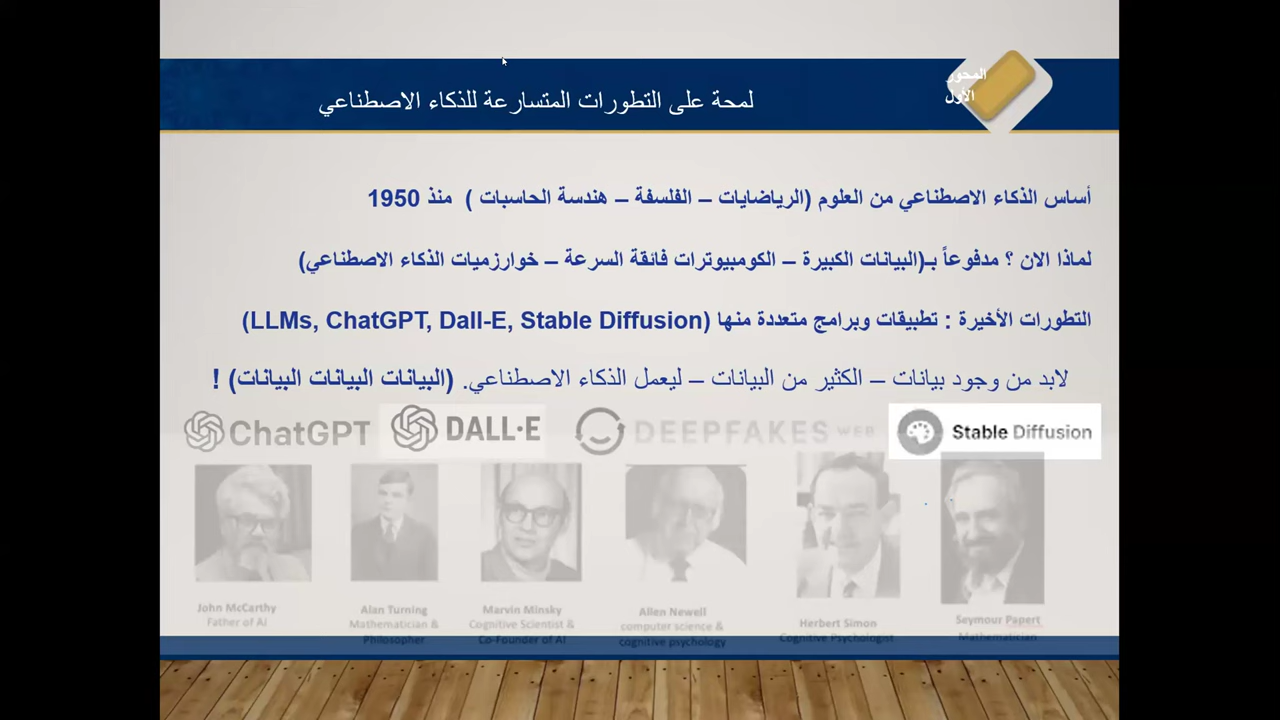 المحور
الأول
لمحة على التطورات المتسارعة للذكاء الاصطناعي
أساس الذكاء الاصطناعي من العلوم (الرياضايات – الفلسفة – هندسة الحاسبات ) منذ 1950
لماذا الان ؟ مدفوعاً بـ(البيانات الكبيرة – الكومبيوترات فائقة السرعة – خوارزميات الذكاء الاصطناعي)
التطورات الأخيرة : تطبيقات وبرامج متعددة منها (LLMs, ChatGPT, Dall-E, Stable Diffusion)
لابد من وجود بيانات – الكثير من البيانات – ليعمل الذكاء الاصطناعي. (البيانات البيانات البيانات) !
ChatGPT
DALL·E
DEEPFAKES WEB
Stable Diffusion
John McCarthy
Father of AI
Alan Turning
Mathematician &
Philosopher
Marvin Minsky
Cognitive Scientist &
Co-Founder of AI
Allen Newell
computer science &
cognitive psychology
Herbert Simon
Cognitive Psychologist
Seymour Papert
Mathematician